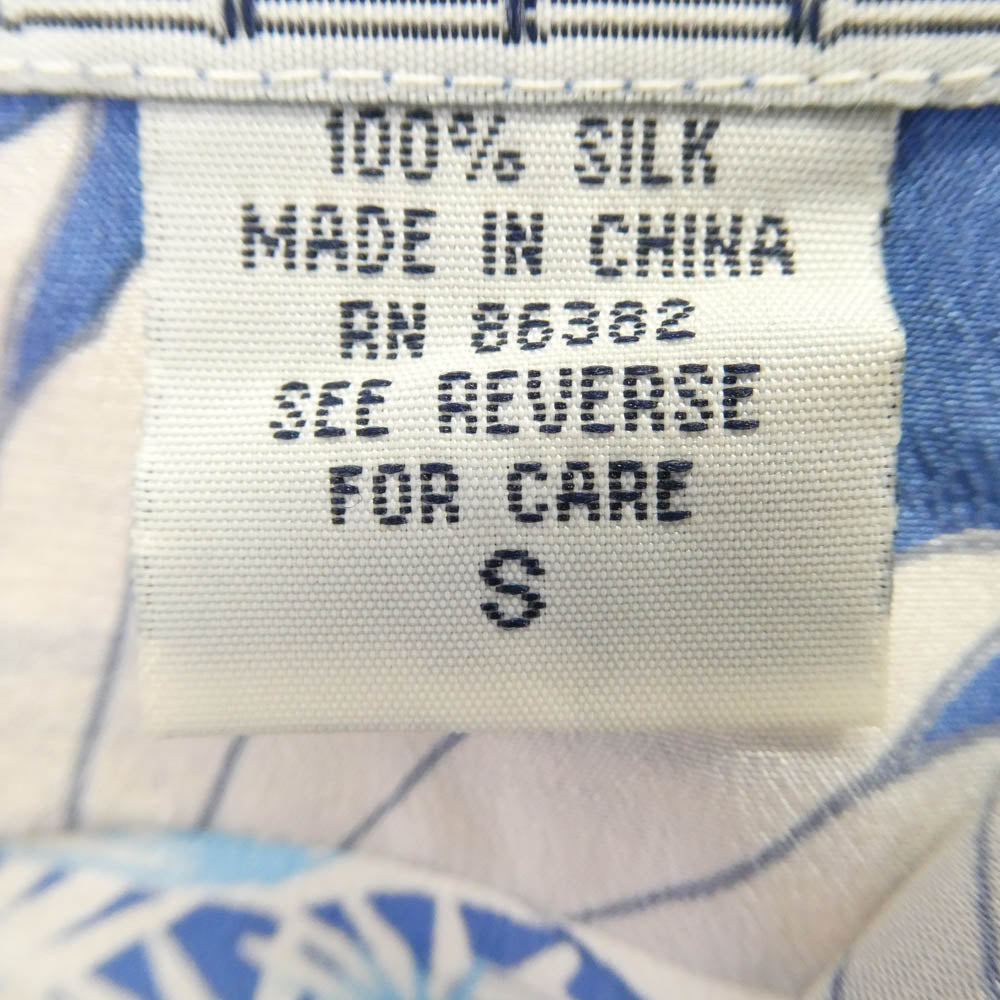 100% SILK
MADE IN CHINA
RN 86382
SEE REVERSE
FOR CARE
S